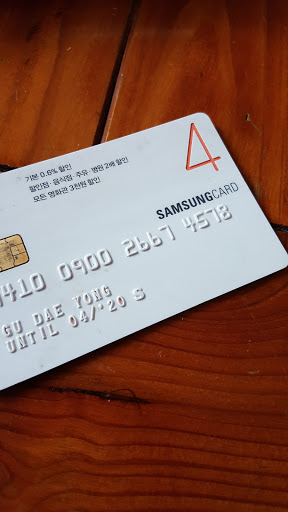 기본 0.6% 할인
할인점·음식점·주유·병원 2배 할인
모든 영화관 3천원 할인
4
SAMSUNGCARD
410 0900 2667 4578
GU DAE YONG
UNTIL 04/'20 S